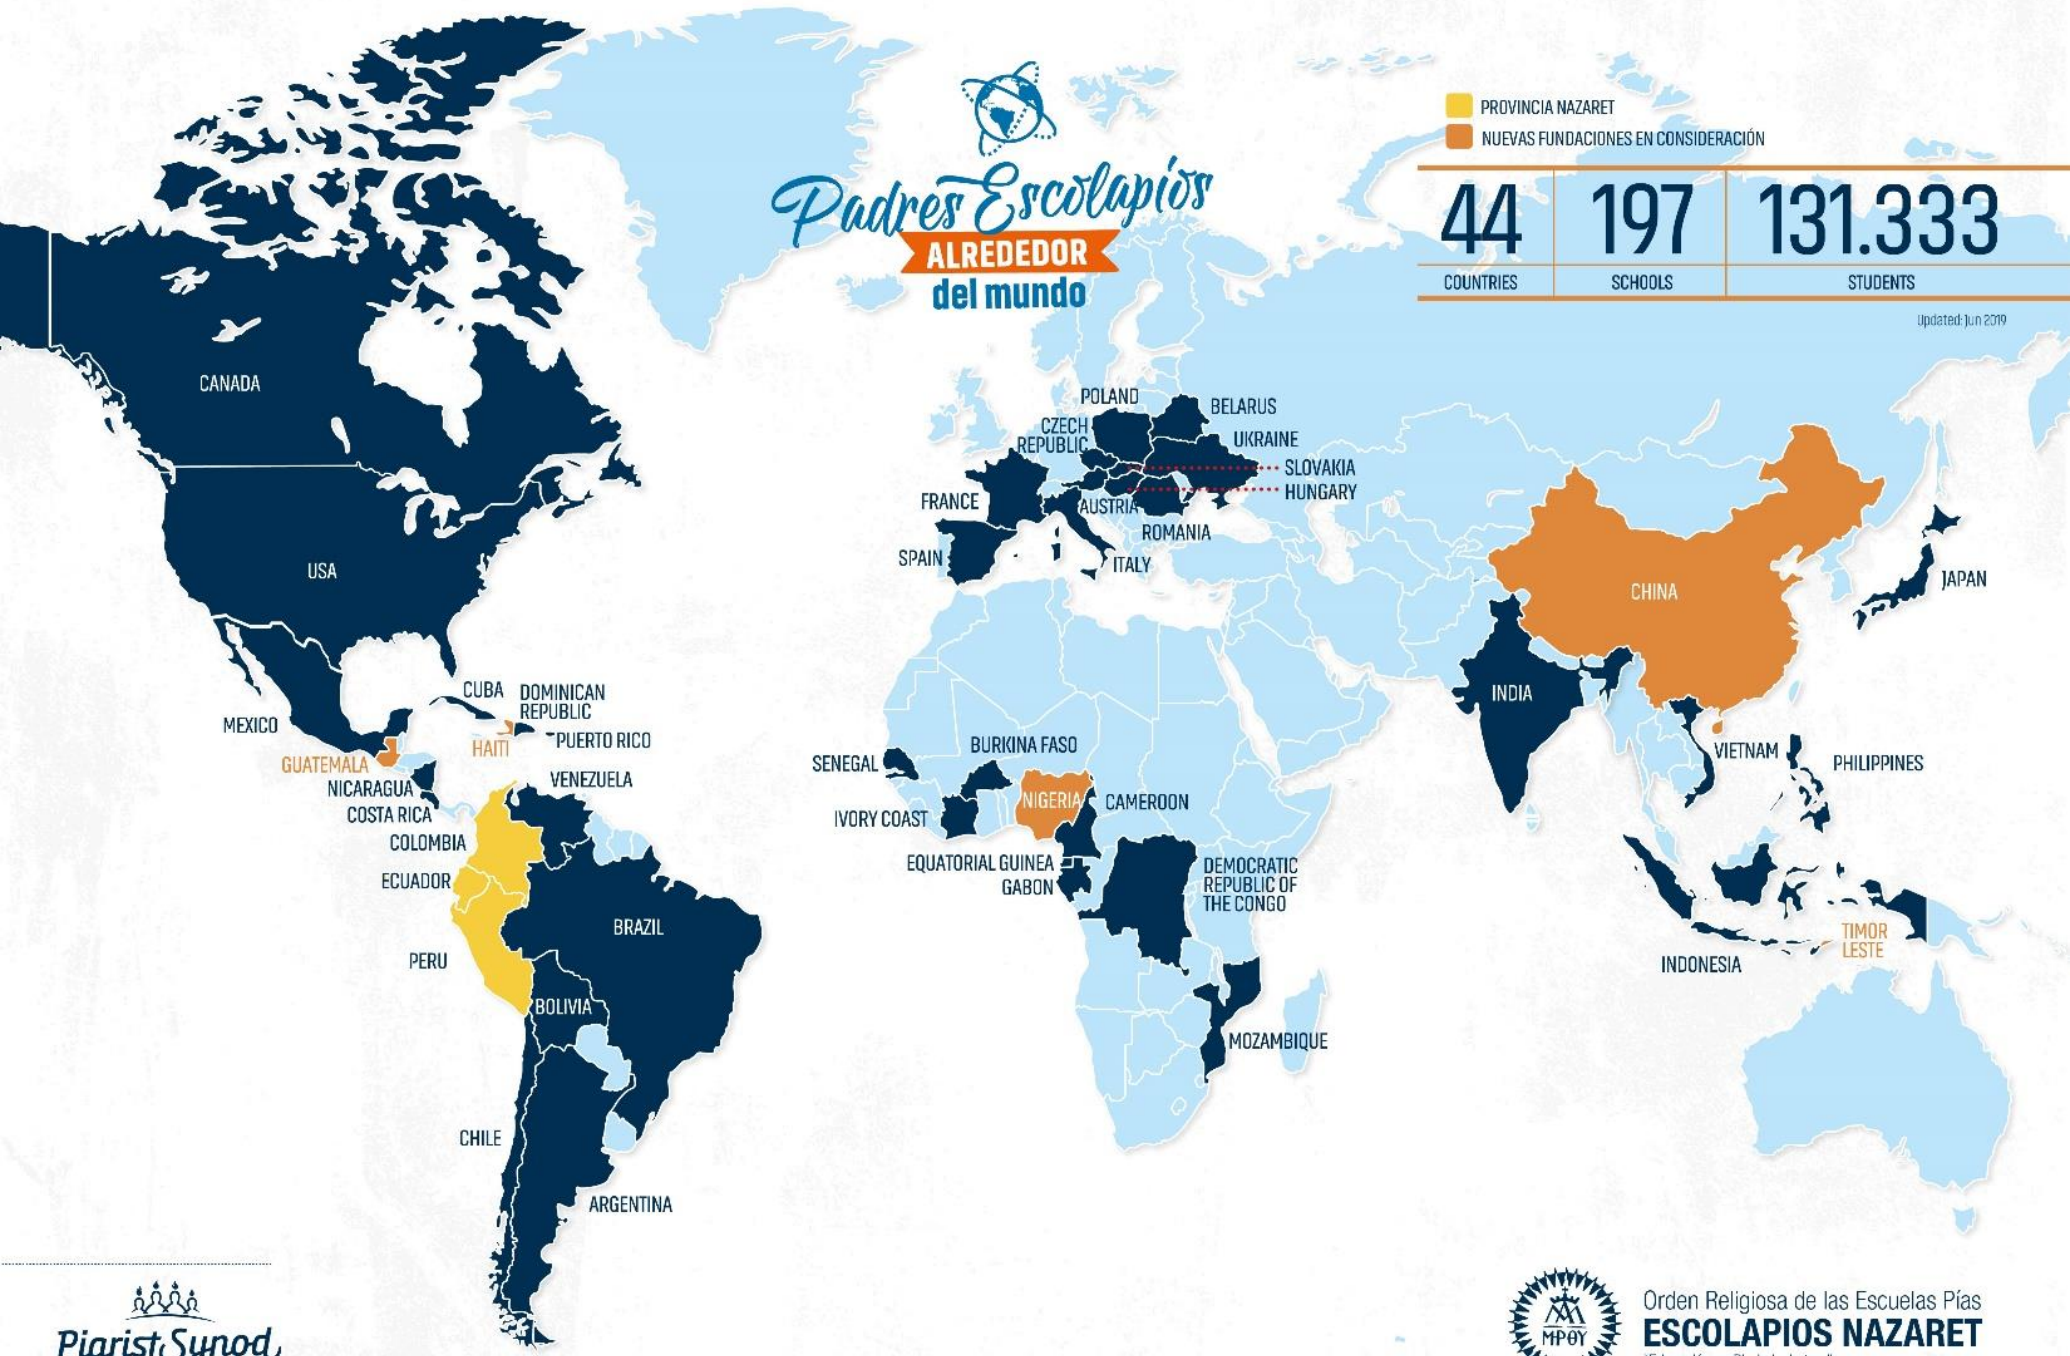 Padres Escolapios
ALREDEDOR
del mundo
PROVINCIA NAZARET
NUEVAS FUNDACIONES EN CONSIDERACIÓN
44
COUNTRIES
197
SCHOOLS
131.333
STUDENTS
Updated: Jun 2019
CANADA
USA
MEXICO
CUBA
DOMINICAN
REPUBLIC
HAITI
PUERTO RICO
GUATEMALA
NICARAGUA
COSTA RICA
VENEZUELA
COLOMBIA
ECUADOR
PERU
BRAZIL
BOLIVIA
CHILE
ARGENTINA
POLAND
BELARUS
CZECH
REPUBLIC
UKRAINE
SLOVAKIA
HUNGARY
FRANCE
AUSTRIA
ROMANIA
SPAIN
ITALY
SENEGAL
BURKINA FASO
IVORY COAST
NIGERIA
CAMEROON
EQUATORIAL GUINEA
GABON
DEMOCRATIC
REPUBLIC OF
THE CONGO
MOZAMBIQUE
CHINA
JAPAN
INDIA
VIETNAM
PHILIPPINES
INDONESIA
TIMOR
LESTE
Piarist Synod
MPΘY
Orden Religiosa de las Escuelas Pías
ESCOLAPIOS NAZARET